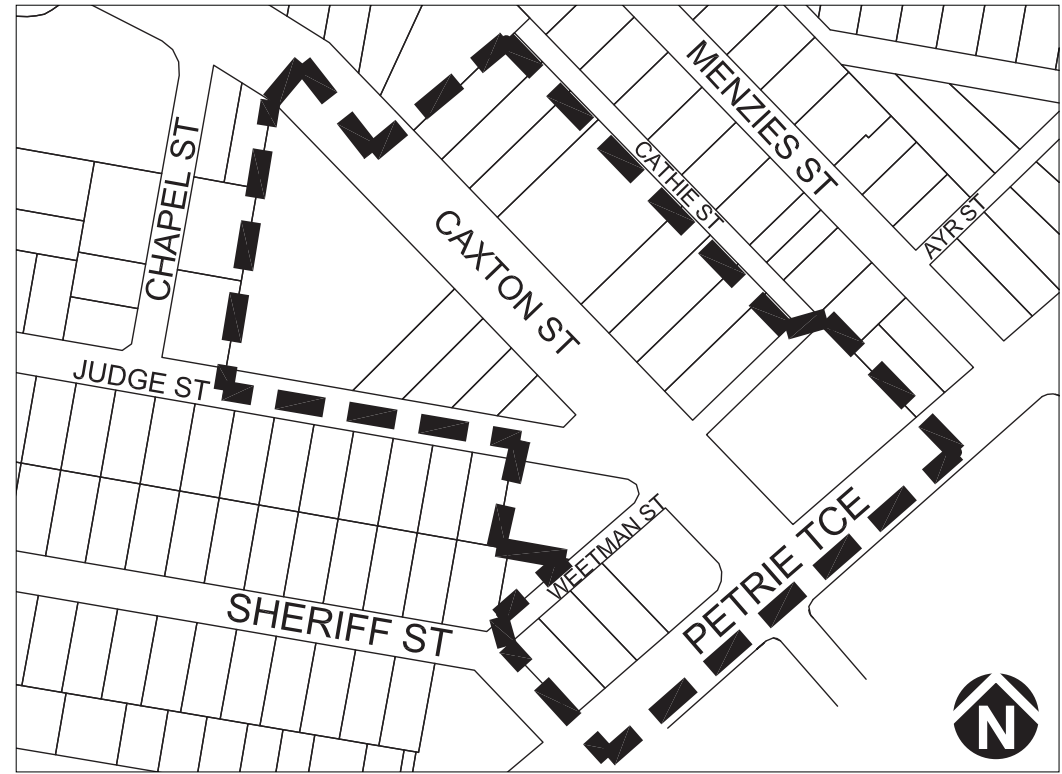 MENZIES ST
CATHIE ST
CHAPEL ST
AYR ST
CAXTON ST
JUDGE ST
WEETMAN ST
PETRIE TCE
SHERIFF ST
N